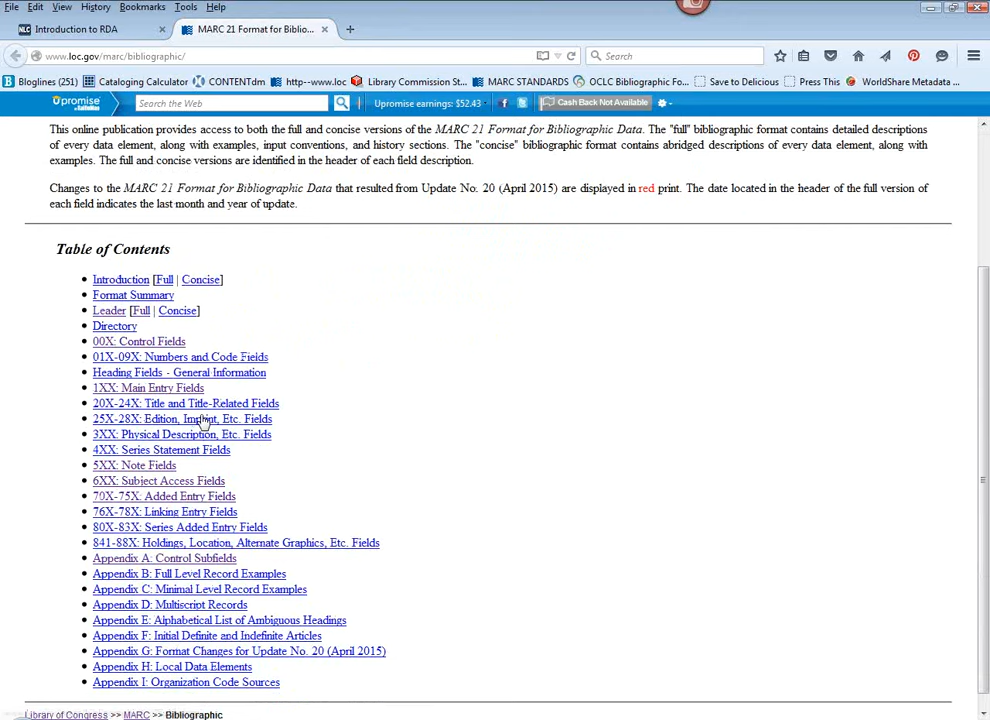 File Edit View History Bookmarks Tools Help
NLC Introduction to RDA × MARC 21 Format for Biblio... × +
www.loc.gov/marc/bibliographic/ Search
Bloglines (251) Cataloging Calculator CONTENTdm http--www.loc Library Commission St... MARC STANDARDS OCLC Bibliographic Fo... Save to Delicious Press This WorldShare Metadata ...
Upromise Search the Web Upromise earnings: $52.43 Cash Back Not Available
This online publication provides access to both the full and concise versions of the MARC 21 Format for Bibliographic Data. The "full" bibliographic format contains detailed descriptions
of every data element, along with examples, input conventions, and history sections. The "concise" bibliographic format contains abridged descriptions of every data element, along with
examples. The full and concise versions are identified in the header of each field description.
Changes to the MARC 21 Format for Bibliographic Data that resulted from Update No. 20 (April 2015) are displayed in red print. The date located in the header of the full version of
each field indicates the last month and year of update.
Table of Contents
• Introduction [Full | Concise]
• Format Summary
• Leader [Full | Concise]
• Directory
• 00X: Control Fields
• 01X-09X: Numbers and Code Fields
• Heading Fields - General Information
• 1XX: Main Entry Fields
• 20X-24X: Title and Title-Related Fields
• 25X-28X: Edition, Imprint, Etc. Fields
• 3XX: Physical Description, Etc. Fields
• 4XX: Series Statement Fields
• 5XX: Note Fields
• 6XX: Subject Access Fields
• 70X-75X: Added Entry Fields
• 76X-78X: Linking Entry Fields
• 80X-83X: Series Added Entry Fields
• 841-88X: Holdings, Location, Alternate Graphics, Etc. Fields
• Appendix A: Control Subfields
• Appendix B: Full Level Record Examples
• Appendix C: Minimal Level Record Examples
• Appendix D: Multiscript Records
• Appendix E: Alphabetical List of Ambiguous Headings
• Appendix F: Initial Definite and Indefinite Articles
• Appendix G: Format Changes for Update No. 20 (April 2015)
• Appendix H: Local Data Elements
• Appendix I: Organization Code Sources
Library of Congress >> MARC >> Bibliographic